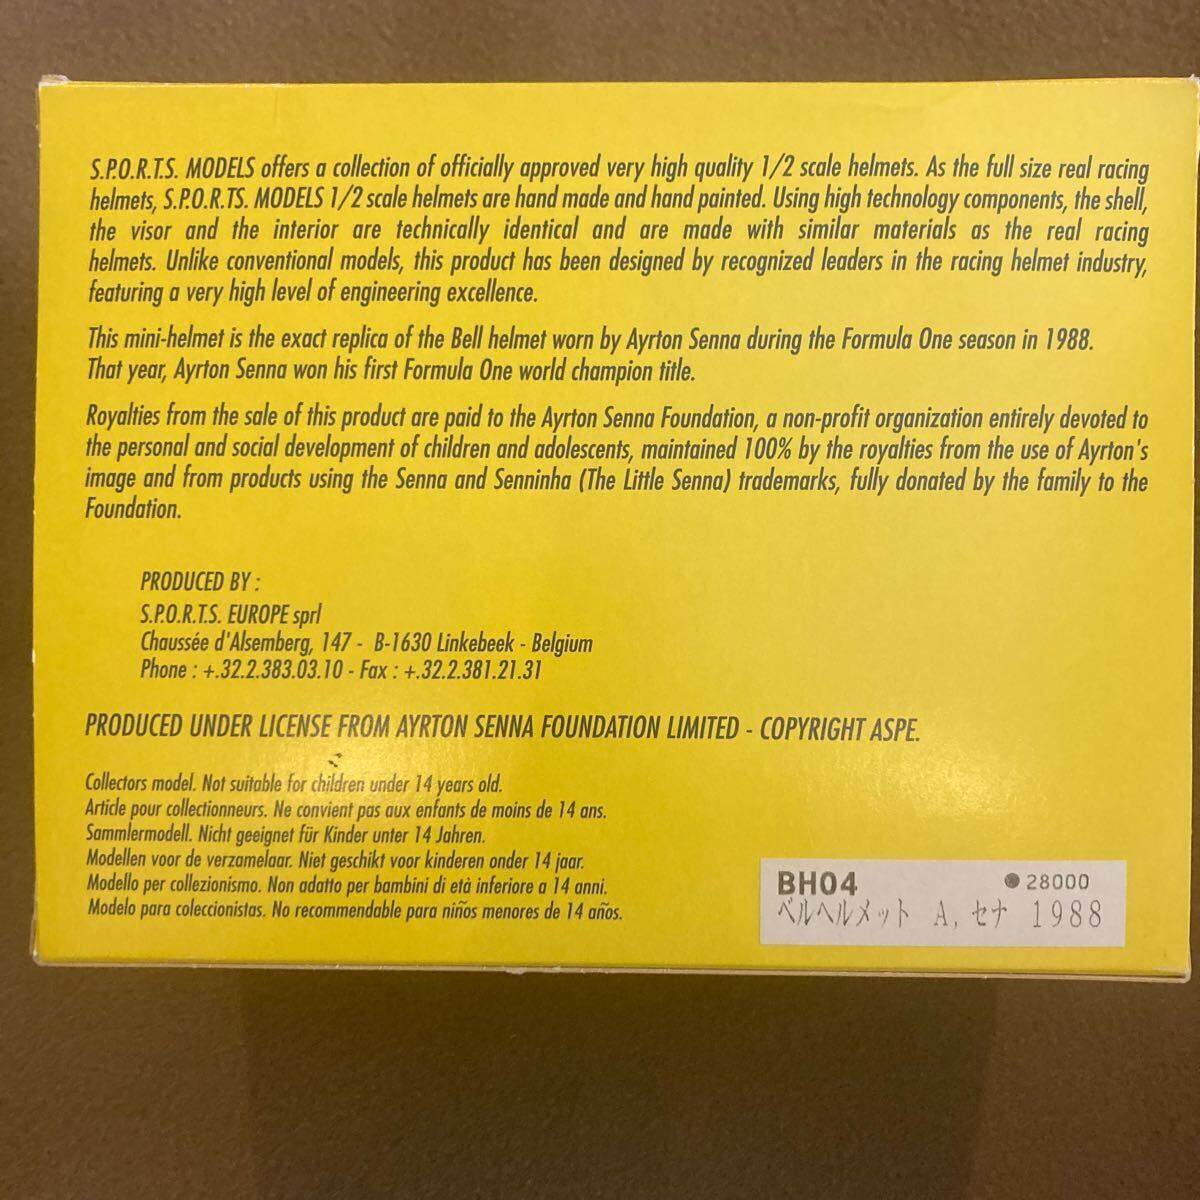 S.P.O.R.T.S. MODELS offers a collection of officially approved very high quality 1/2 scale helmets. As the full size real racing
helmets, S.P.O.R.TS. MODELS 1/2 scale helmets are hand made and hand painted. Using high technology components, the shell,
the visor and the interior are technically identical and are made with similar materials as the real racing
helmets. Unlike conventional models, this product has been designed by recognized leaders in the racing helmet industry,
featuring a very high level of engineering excellence.
This mini-helmet is the exact replica of the Bell helmet worn by Ayrton Senna during the Formula One season in 1988.
That year, Ayrton Senna won his first Formula One world champion title.
Royalties from the sale of this product are paid to the Ayrton Senna Foundation, a non-profit organization entirely devoted to
the personal and social development of children and adolescents, maintained 100% by the royalties from the use of Ayrton's
image and from products using the Senna and Senninha (The Little Senna) trademarks, fully donated by the family to the
Foundation.
PRODUCED BY :
S.P.O.R.T.S. EUROPE sprl
Chaussée d'Alsemberg, 147 - B-1630 Linkebeek - Belgium
Phone : +.32.2.383.03.10 - Fax : +.32.2.381.21.31
PRODUCED UNDER LICENSE FROM AYRTON SENNA FOUNDATION LIMITED - COPYRIGHT ASPE.
Collectors model. Not suitable for children under 14 years old.
Article pour collectionneurs. Ne convient pas aux enfants de moins de 14 ans.
Sammlermodell. Nicht geeignet für Kinder unter 14 Jahren.
Modellen voor de verzamelaar. Niet geschikt voor kinderen onder 14 jaar.
Modello per collezionismo. Non adatto per bambini di età inferiore a 14 anni.
Modelo para coleccionistas. No recommendable para niños menores de 14 años.
BH04 ●28000
ベルヘルメット A, セナ 1988